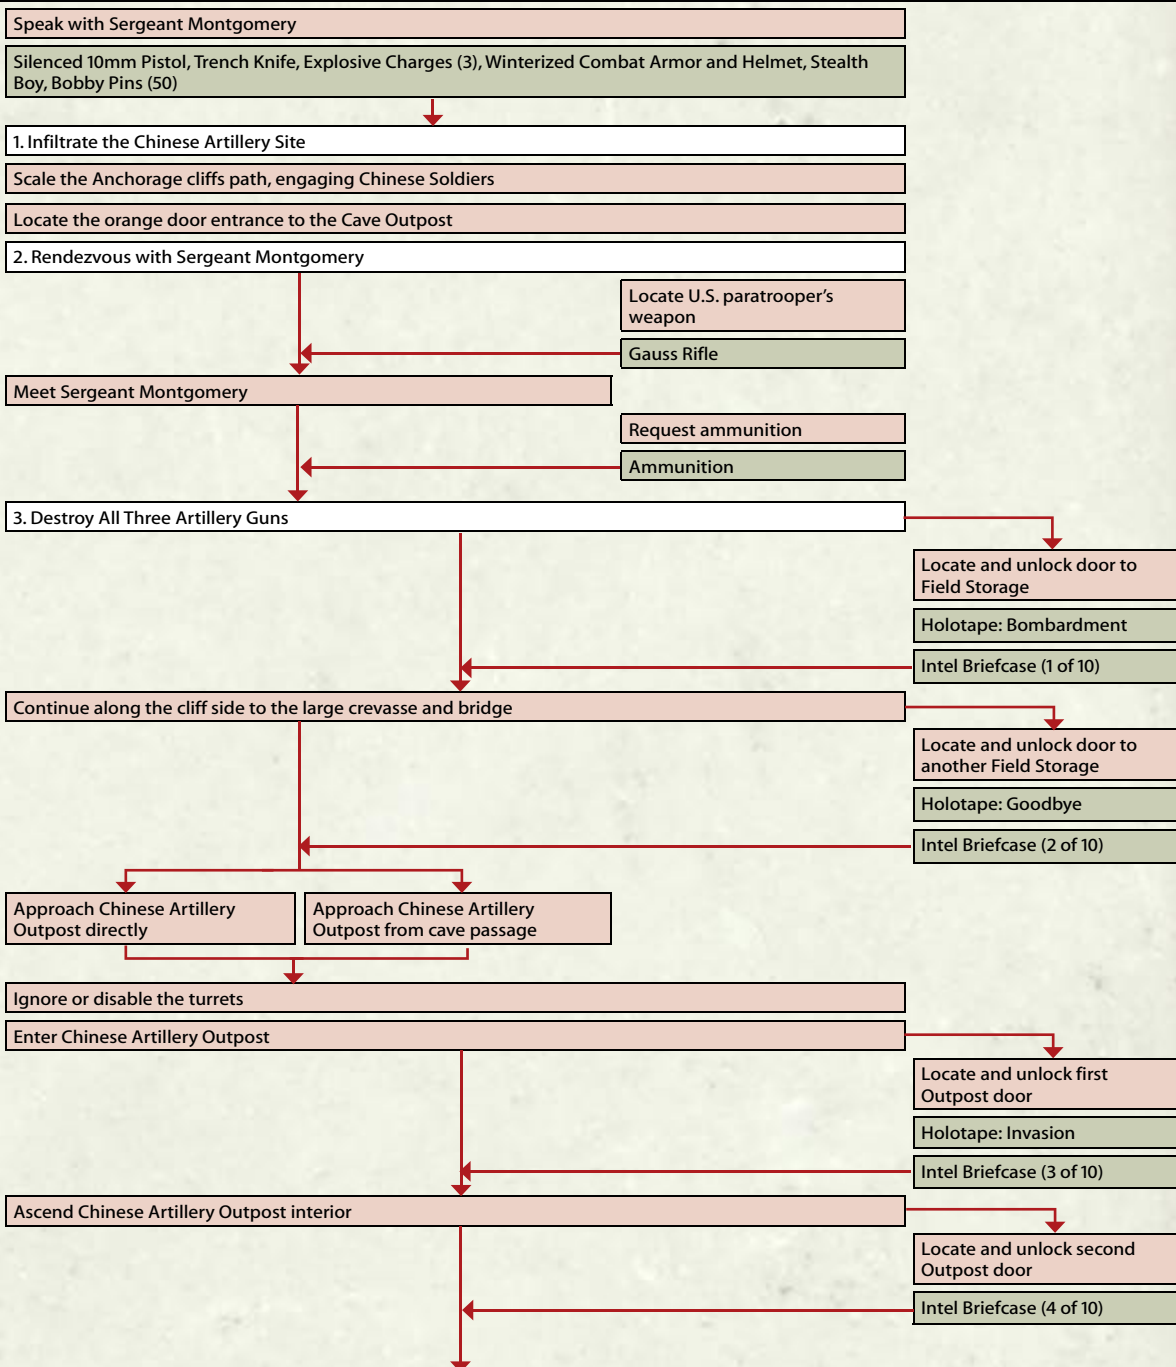 Speak with Sergeant Montgomery
Silenced 10mm Pistol, Trench Knife, Explosive Charges (3), Winterized Combat Armor and Helmet, Stealth
Boy, Bobby Pins (50)
1. Infiltrate the Chinese Artillery Site
Scale the Anchorage cliffs path, engaging Chinese Soldiers
Locate the orange door entrance to the Cave Outpost
2. Rendezvous with Sergeant Montgomery
Locate U.S. paratrooper's
weapon
Gauss Rifle
Meet Sergeant Montgomery
Request ammunition
Ammunition
3. Destroy All Three Artillery Guns
Locate and unlock door to
Field Storage
Holotape: Bombardment
Intel Briefcase (1 of 10)
Continue along the cliff side to the large crevasse and bridge
Locate and unlock door to
another Field Storage
Holotape: Goodbye
Intel Briefcase (2 of 10)
Approach Chinese Artillery
Outpost directly
Approach Chinese Artillery
Outpost from cave passage
Ignore or disable the turrets
Enter Chinese Artillery Outpost
Locate and unlock first
Outpost door
Holotape: Invasion
Intel Briefcase (3 of 10)
Ascend Chinese Artillery Outpost interior
Locate and unlock second
Outpost door
Intel Briefcase (4 of 10)